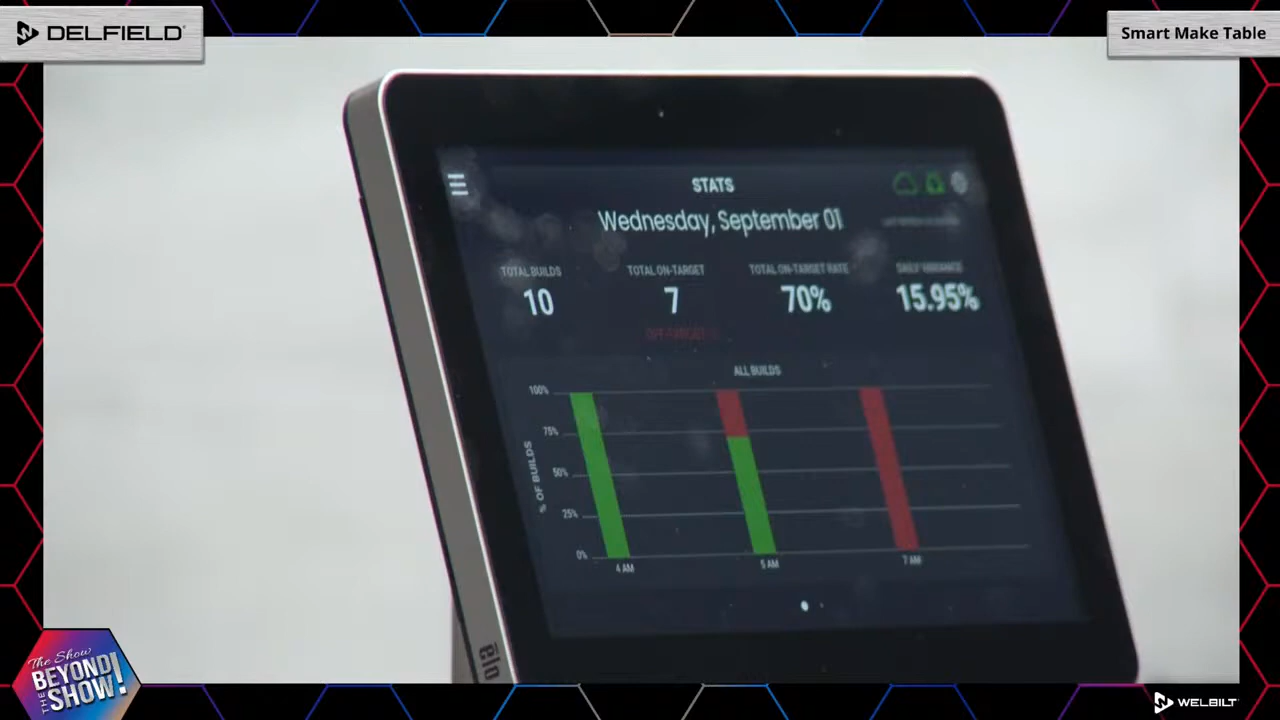 DELFIELD
Smart Make Table
STATS
Wednesday, September 01
TOTAL BUILDS
TOTAL ON-TARGET
TOTAL ON-TARGET RATE
DAILY VARIANCE
10
7
70%
15.95%
ALL BUILDS
100%
75%
50%
25%
0%
% OF BUILDS
4 AM
5 AM
7 AM
elo
The Show
BEYOND
THE
SHOW!
WELBILT